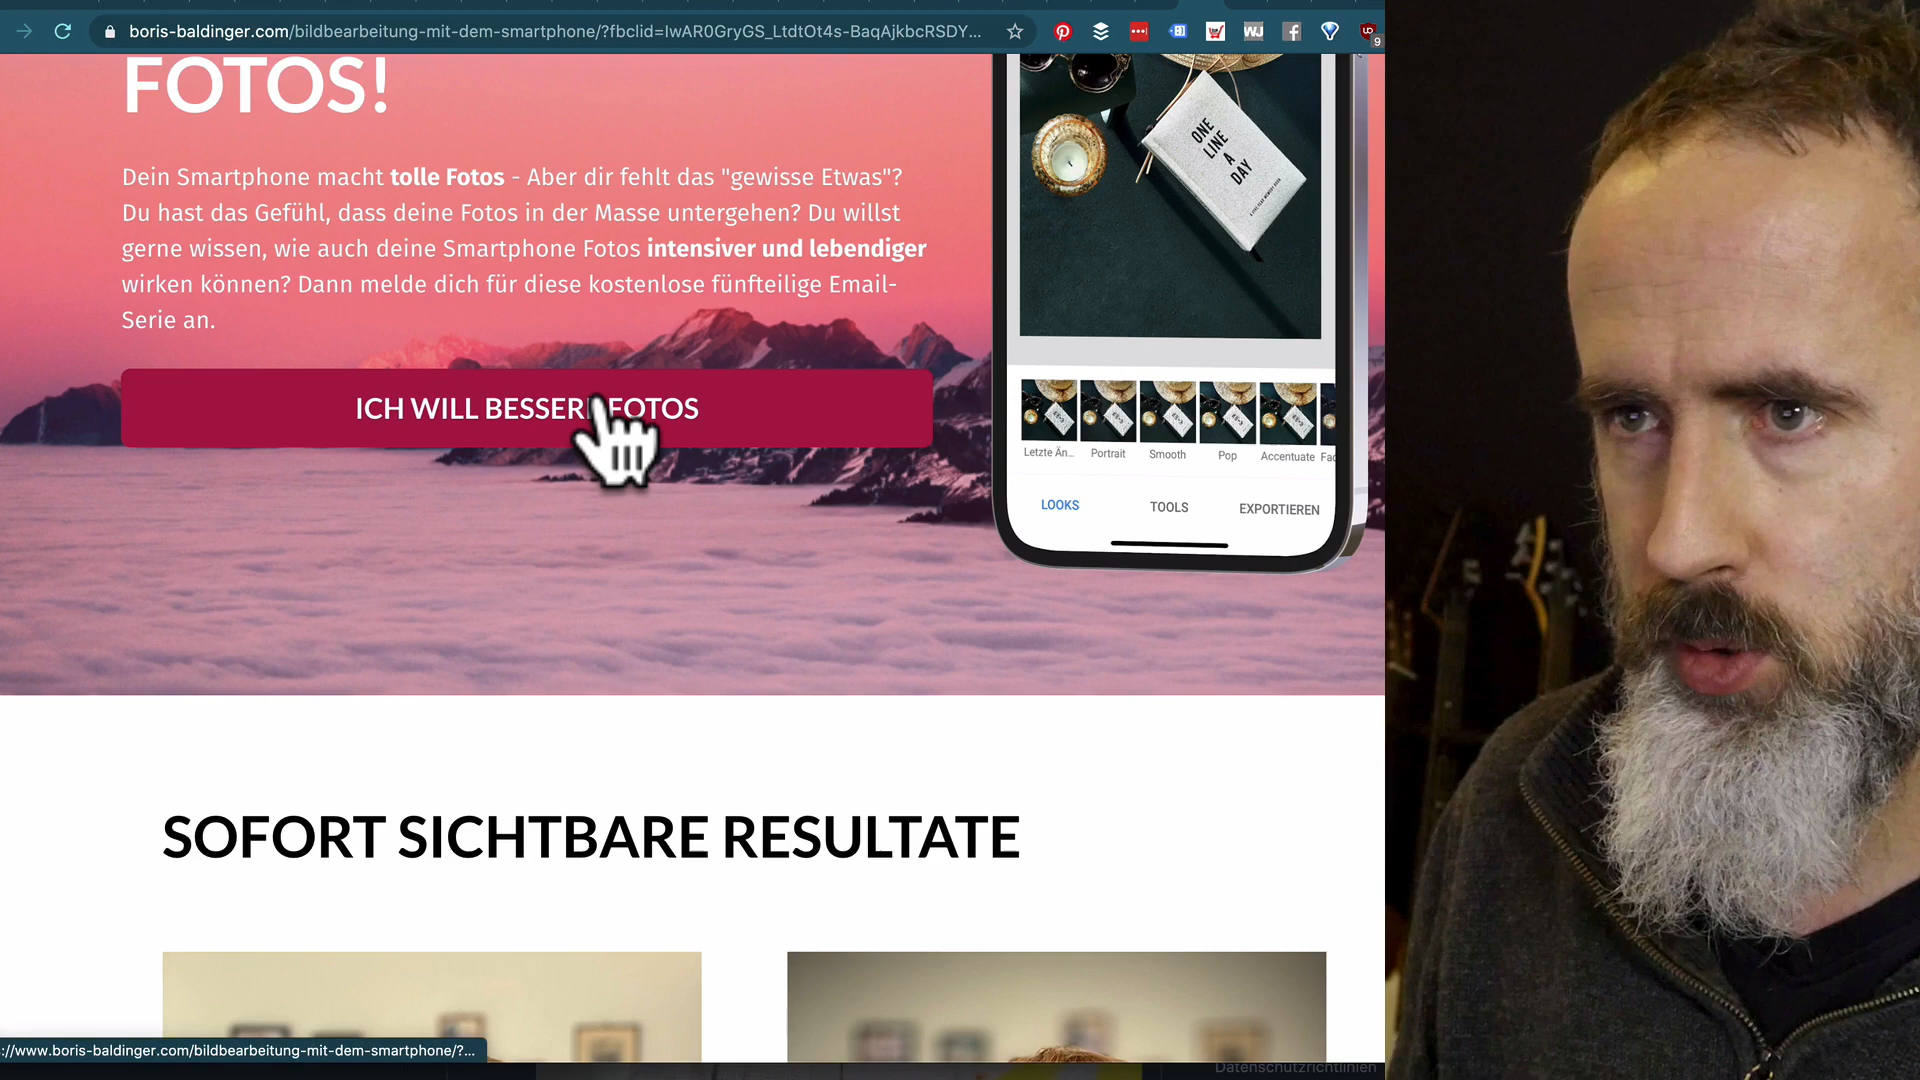 boris-baldinger.com/bildbearbeitung-mit-dem-smartphone/?fbclid=IwAR0GryGS_LtdtOt4s-BaqAjkbcRSDY...
9
FOTOS!
Dein Smartphone macht tolle Fotos - Aber dir fehlt das "gewisse Etwas"?
Du hast das Gefühl, dass deine Fotos in der Masse untergehen? Du willst
gerne wissen, wie auch deine Smartphone Fotos intensiver und lebendiger
wirken können? Dann melde dich für diese kostenlose fünfteilige Email-
Serie an.
ICH WILL BESSERE FOTOS
ONE
LINE
A
DAY
Letzte Än... Portrait Smooth Pop Accentuate Fac
LOOKS TOOLS EXPORTIEREN
SOFORT SICHTBARE RESULTATE
://www.boris-baldinger.com/bildbearbeitung-mit-dem-smartphone/?...
Datenschutzrichtlinien